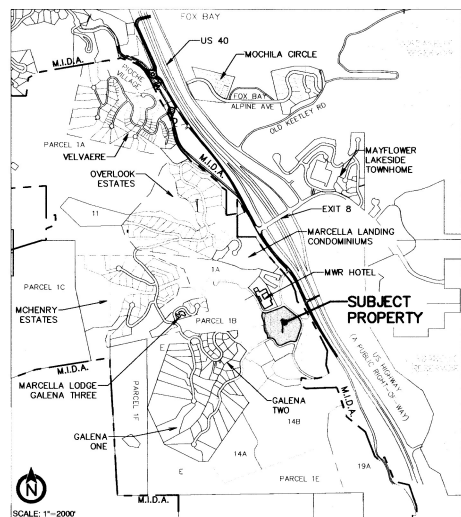 FOX BAY
US 40
M.I.D.A.
MOCHILA CIRCLE
PIOCHE
VILLAGE
FOX BAY
ALPINE AVE
OLD KEETLEY RD
PARCEL 1A
VELVAERE
M.I.D.A.
MAYFLOWER
LAKESIDE
TOWNHOME
OVERLOOK
ESTATES
EXIT 8
11
MARCELLA LANDING
CONDOMINIUMS
1A
MWR HOTEL
PARCEL 1C
MCHENRY
ESTATES
PARCEL 1B
SUBJECT
PROPERTY
US HIGHWAY
(A PUBLIC RIGHT OF WAY)
E
MARCELLA LODGE
GALENA THREE
M.I.D.A.
M.I.D.A.
PARCEL 1F
GALENA
TWO
GALENA
ONE
14B
14A
19A
E
PARCEL 1E
N
M.I.D.A.
SCALE: 1"-2000'